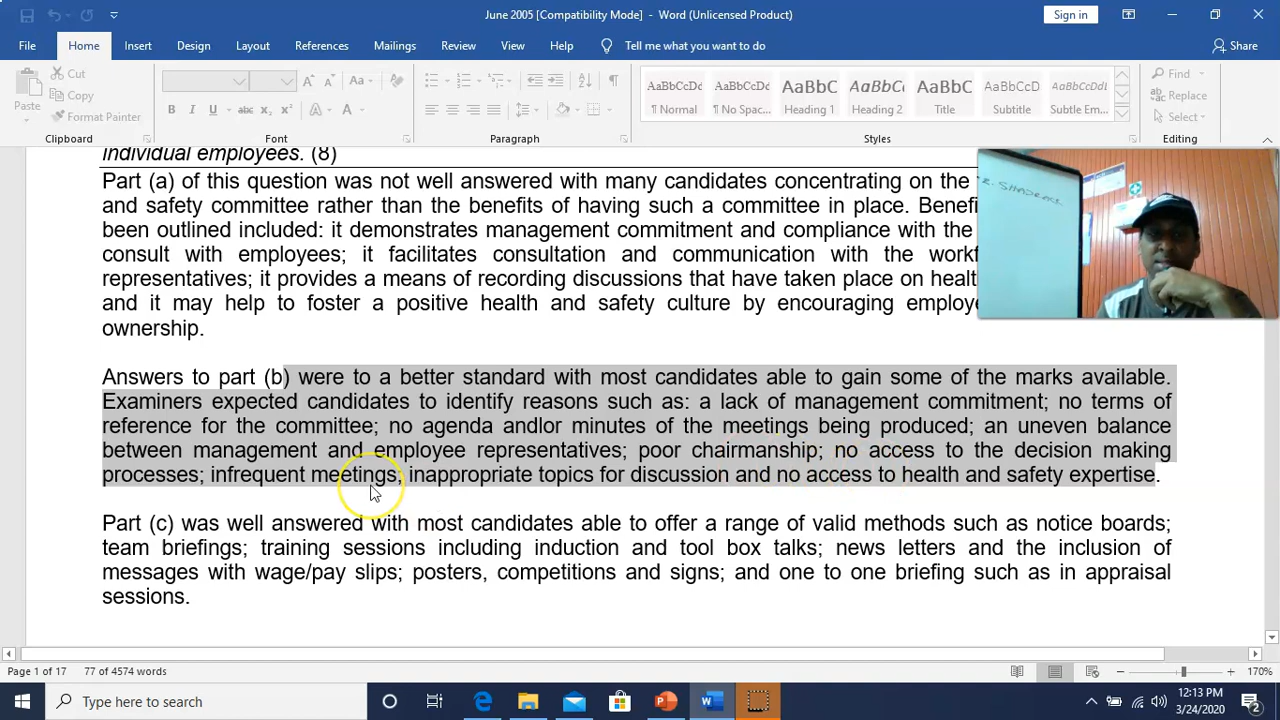 June 2005 [Compatibility Mode] - Word (Unlicensed Product)
Sign in
File Home Insert Design Layout References Mailings Review View Help Tell me what you want to do Share
Paste
Cut
Copy
Format Painter
Clipboard
Aa
B I U abc x₂ x² A A
Font
Paragraph
AaBbCcDd AaBbCcDd AaBbC AaBbCc AaBbC AaBbCcD AaBbCcDd
¶ Normal ¶ No Spac... Heading 1 Heading 2 Title Subtitle Subtle Em...
Styles
Find
Replace
Select
Editing
individual employees. (8)
Part (a) of this question was not well answered with many candidates concentrating on the
and safety committee rather than the benefits of having such a committee in place. Benefi
been outlined included: it demonstrates management commitment and compliance with the
consult with employees; it facilitates consultation and communication with the workf
representatives; it provides a means of recording discussions that have taken place on healt
and it may help to foster a positive health and safety culture by encouraging employe
ownership.
Answers to part (b) were to a better standard with most candidates able to gain some of the marks available.
Examiners expected candidates to identify reasons such as: a lack of management commitment; no terms of
reference for the committee; no agenda andlor minutes of the meetings being produced; an uneven balance
between management and employee representatives; poor chairmanship; no access to the decision making
processes; infrequent meetings; inappropriate topics for discussion and no access to health and safety expertise.
Part (c) was well answered with most candidates able to offer a range of valid methods such as notice boards;
team briefings; training sessions including induction and tool box talks; news letters and the inclusion of
messages with wage/pay slips; posters, competitions and signs; and one to one briefing such as in appraisal
sessions.
Page 1 of 17 77 of 4574 words
170%
Type here to search
12:13 PM
3/24/2020
2